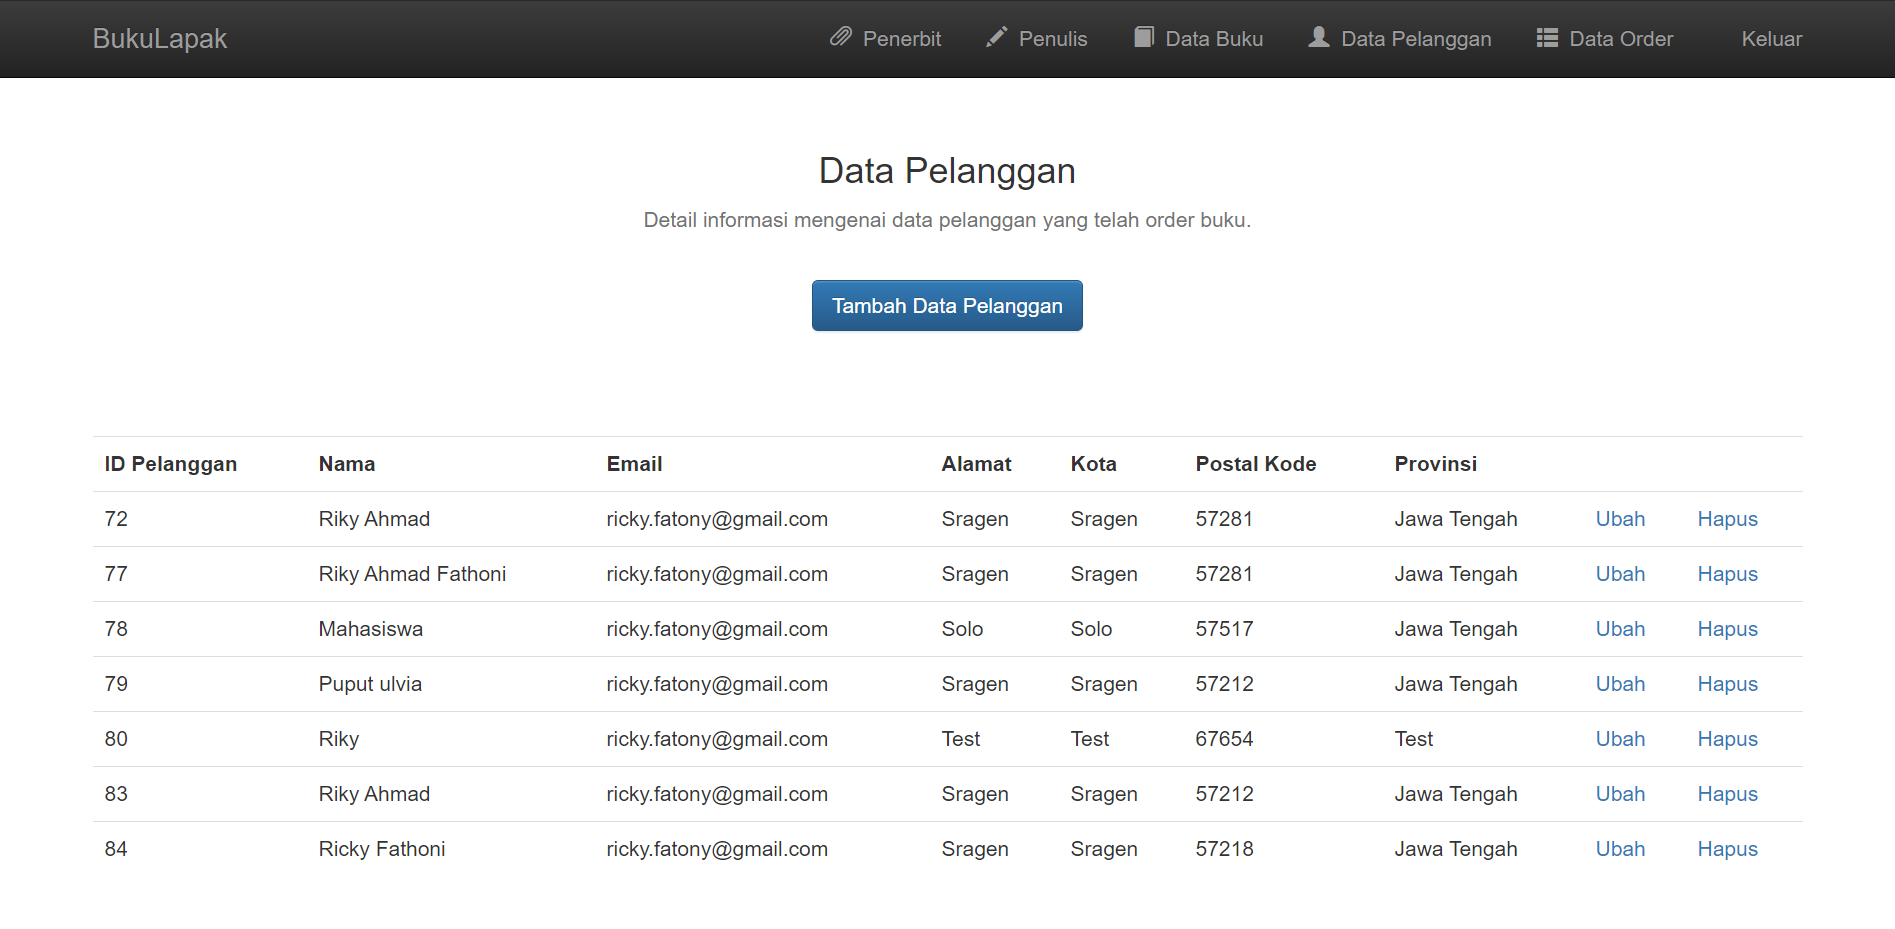 BukuLapak Penerbit Penulis Data Buku Data Pelanggan Data Order Keluar
Data Pelanggan
Detail informasi mengenai data pelanggan yang telah order buku.
Tambah Data Pelanggan
ID Pelanggan Nama Email Alamat Kota Postal Kode Provinsi
72 Riky Ahmad ricky.fatony@gmail.com Sragen Sragen 57281 Jawa Tengah Ubah Hapus
77 Riky Ahmad Fathoni ricky.fatony@gmail.com Sragen Sragen 57281 Jawa Tengah Ubah Hapus
78 Mahasiswa ricky.fatony@gmail.com Solo Solo 57517 Jawa Tengah Ubah Hapus
79 Puput ulvia ricky.fatony@gmail.com Sragen Sragen 57212 Jawa Tengah Ubah Hapus
80 Riky ricky.fatony@gmail.com Test Test 67654 Test Ubah Hapus
83 Riky Ahmad ricky.fatony@gmail.com Sragen Sragen 57212 Jawa Tengah Ubah Hapus
84 Ricky Fathoni ricky.fatony@gmail.com Sragen Sragen 57218 Jawa Tengah Ubah Hapus